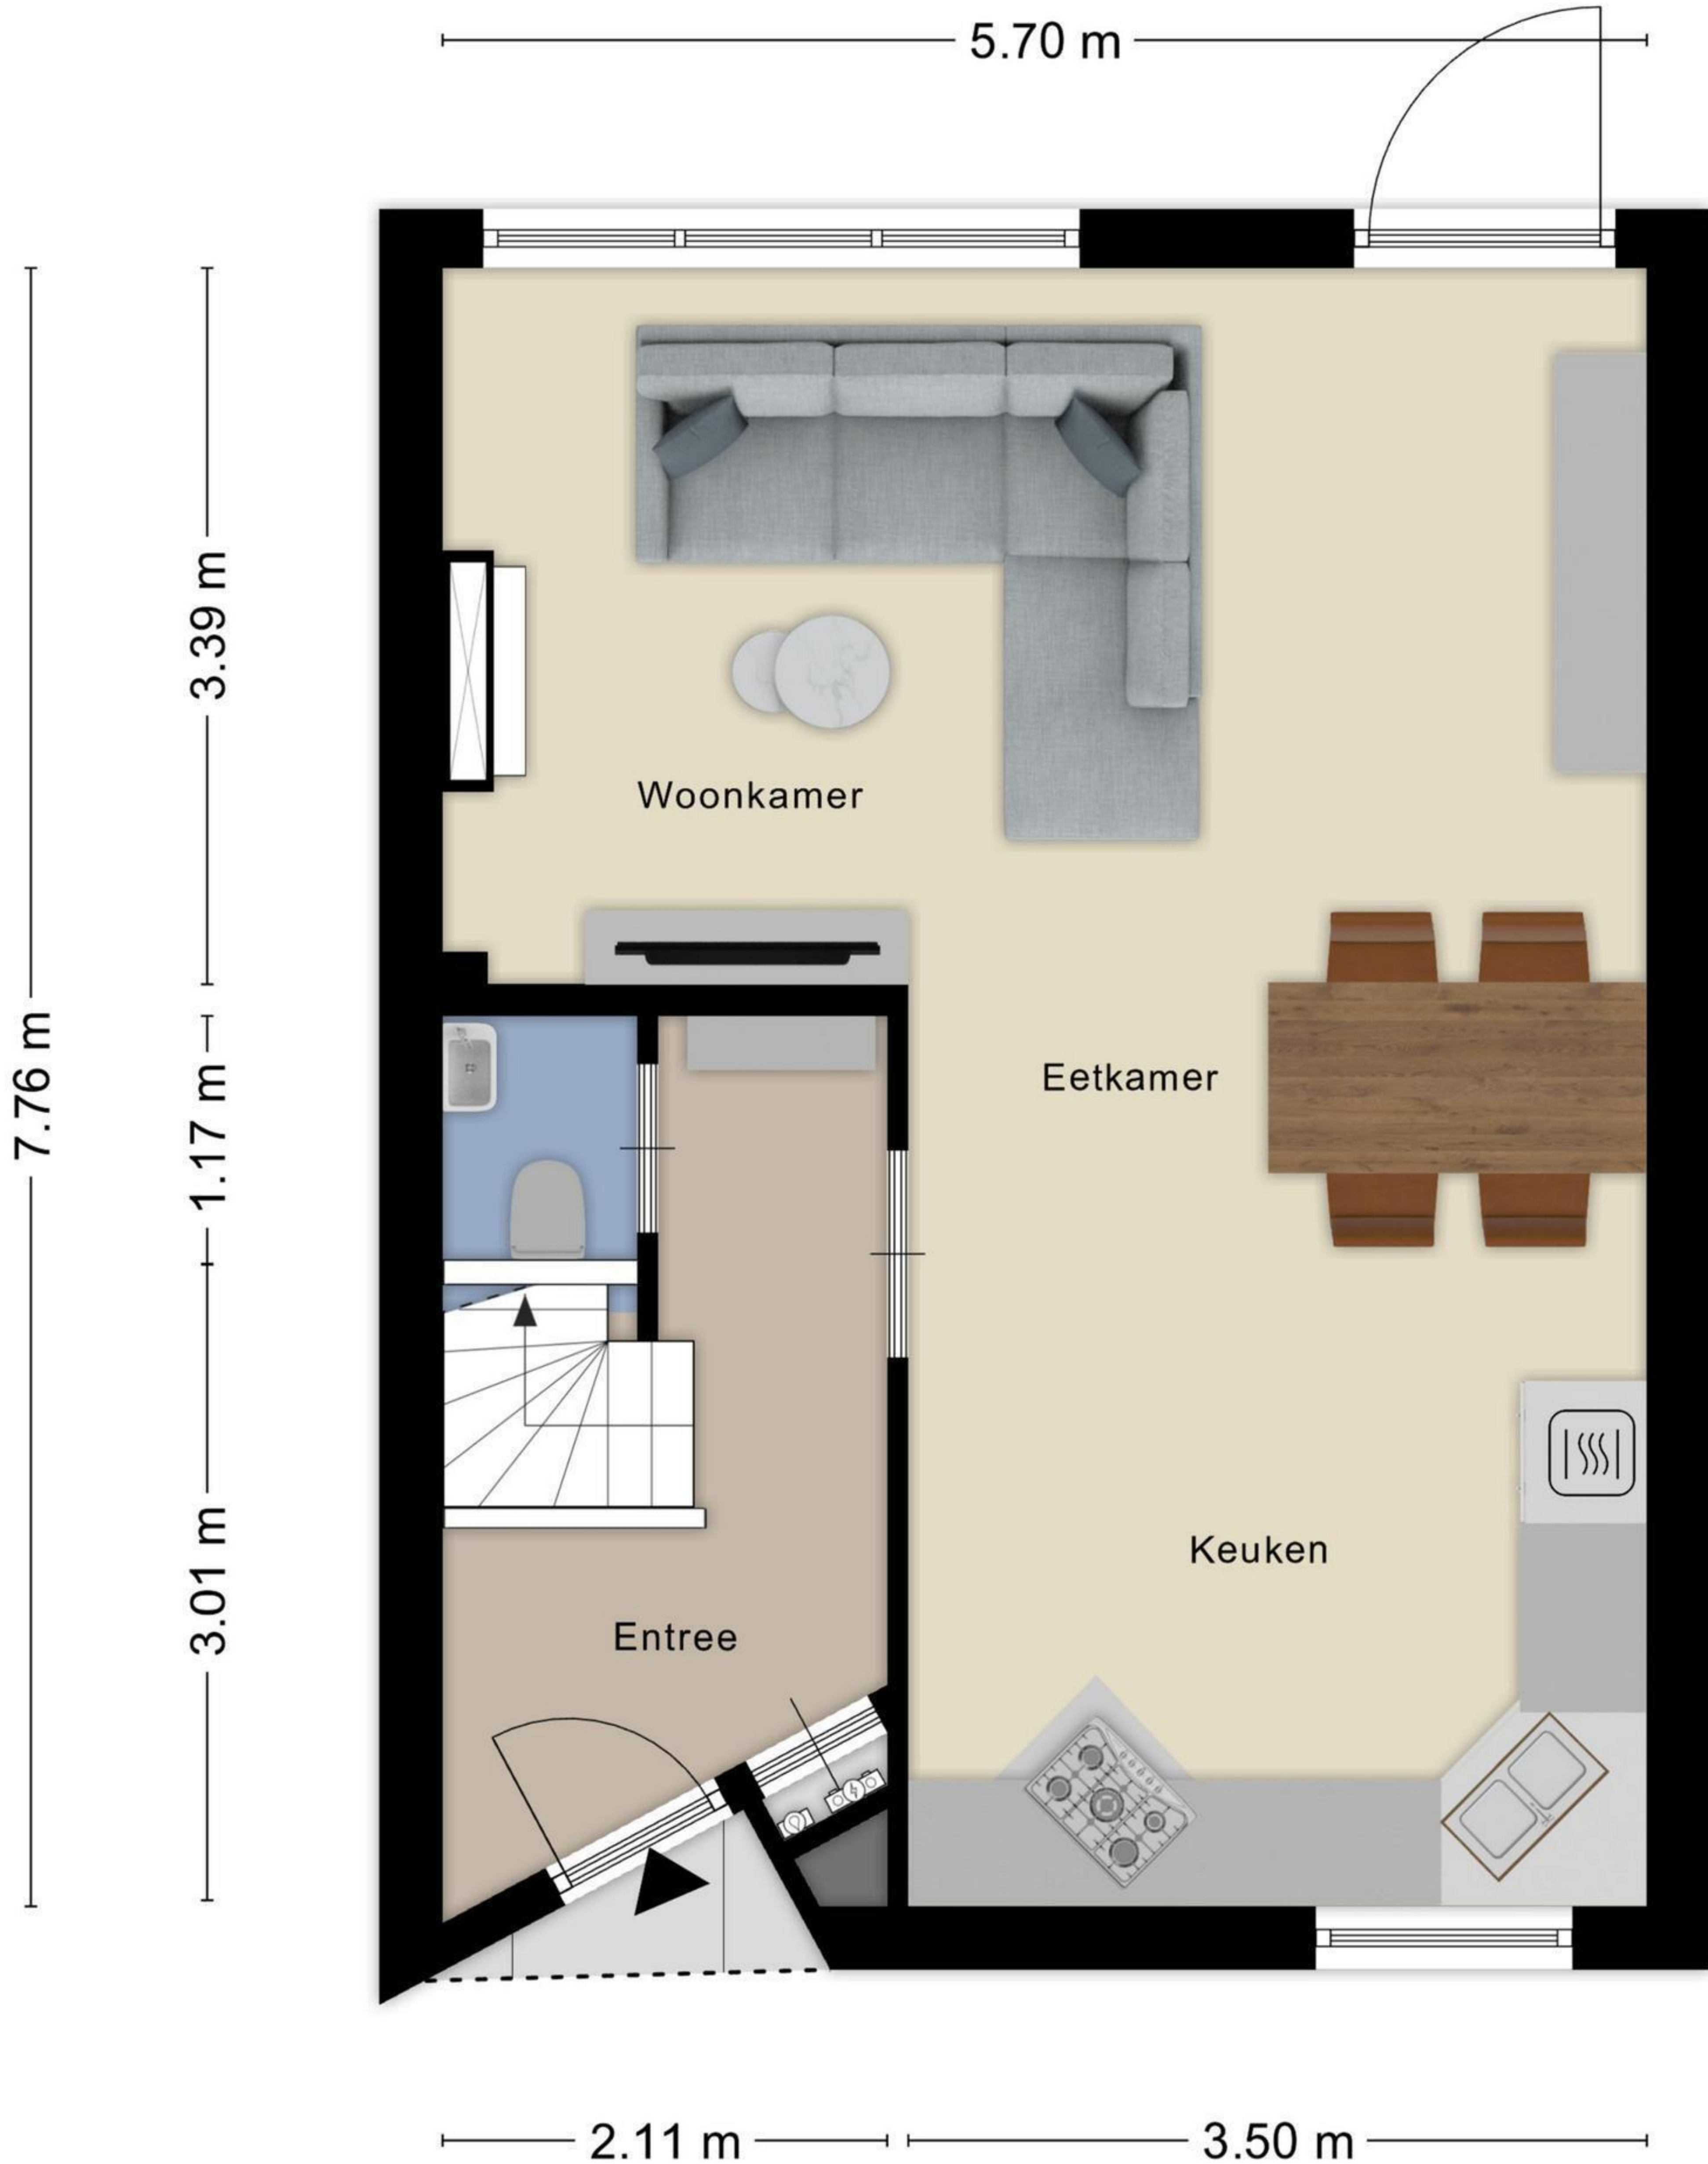 5.70 m
3.39 m
Woonkamer
7.76 m
1.17 m
Eetkamer
3.01 m
Keuken
Entree
2.11 m
3.50 m